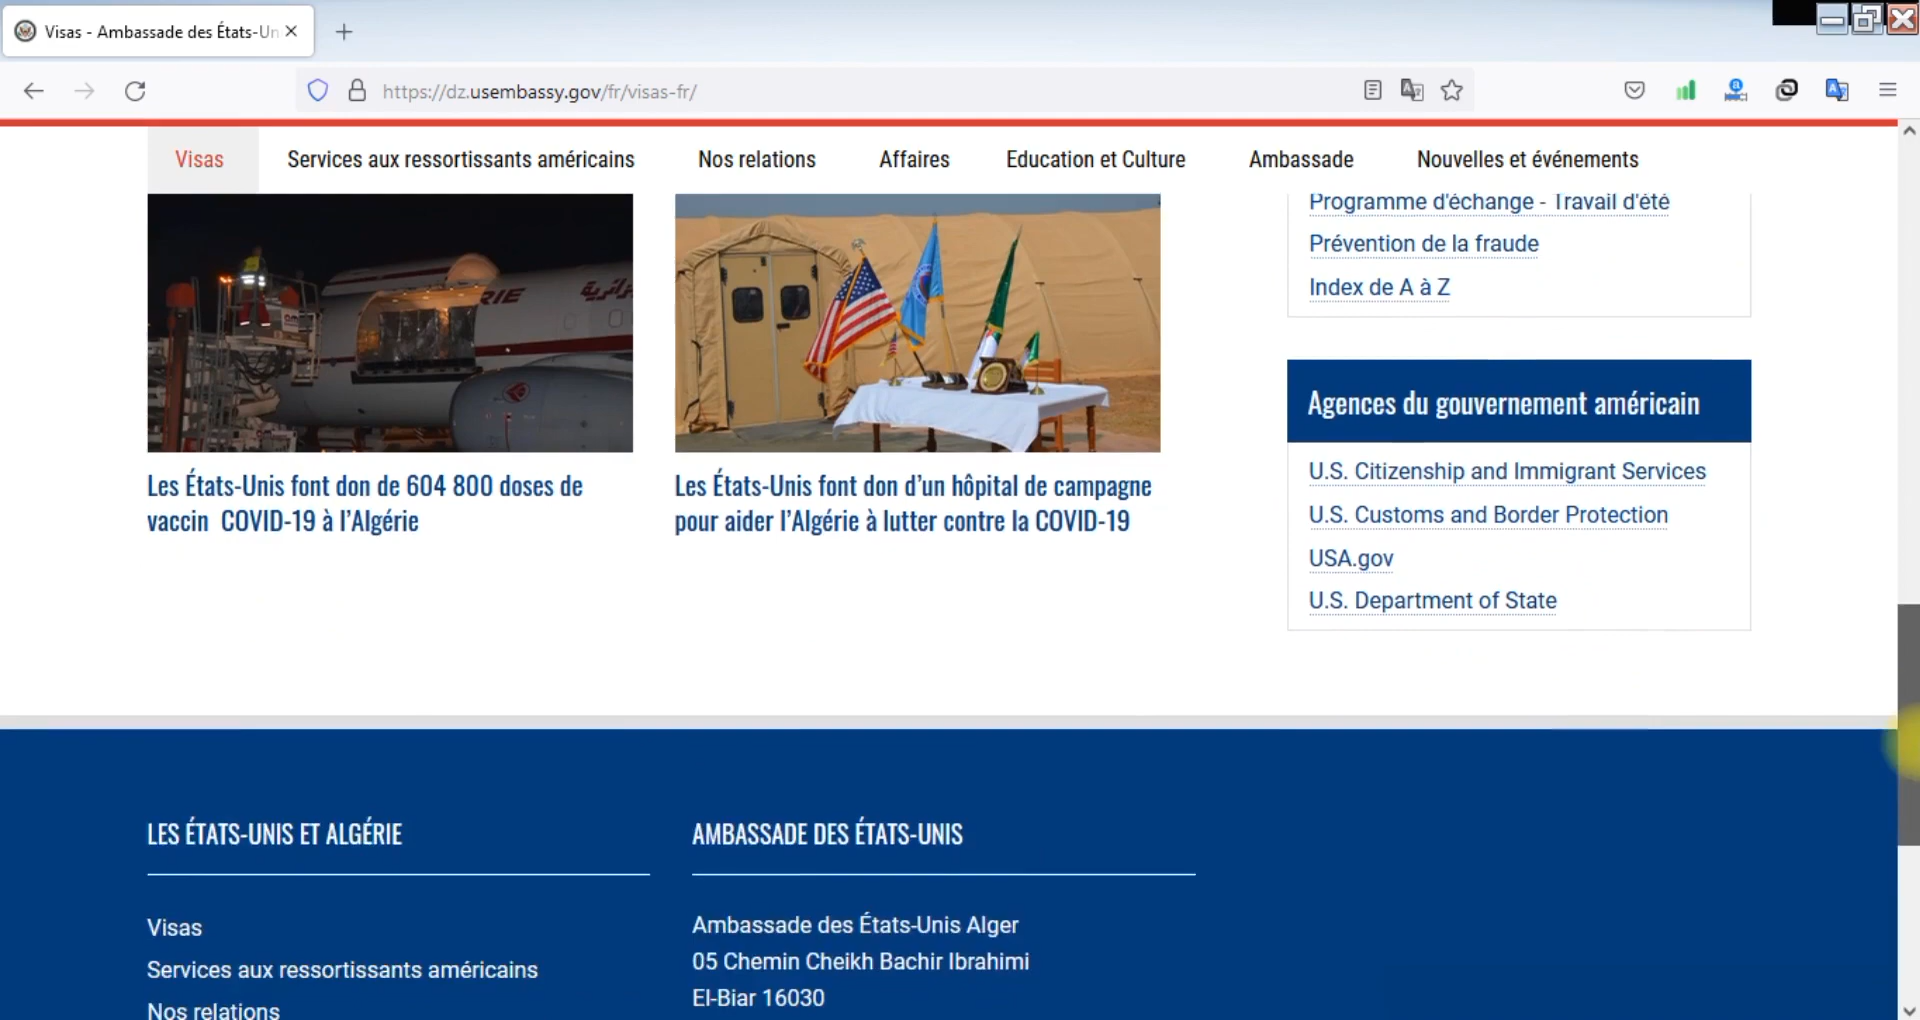 Visas - Ambassade des États-Un
https://dz.usembassy.gov/fr/visas-fr/
Visas
Services aux ressortissants américains
Nos relations
Affaires
Education et Culture
Ambassade
Nouvelles et événements
Les États-Unis font don de 604 800 doses de
vaccin COVID-19 à l’Algérie
Les États-Unis font don d’un hôpital de campagne
pour aider l’Algérie à lutter contre la COVID-19
Programme d'échange - Travail d'été
Prévention de la fraude
Index de A à Z
Agences du gouvernement américain
U.S. Citizenship and Immigrant Services
U.S. Customs and Border Protection
USA.gov
U.S. Department of State
LES ÉTATS-UNIS ET ALGÉRIE
Visas
Services aux ressortissants américains
Nos relations
AMBASSADE DES ÉTATS-UNIS
Ambassade des États-Unis Alger
05 Chemin Cheikh Bachir Ibrahimi
El-Biar 16030